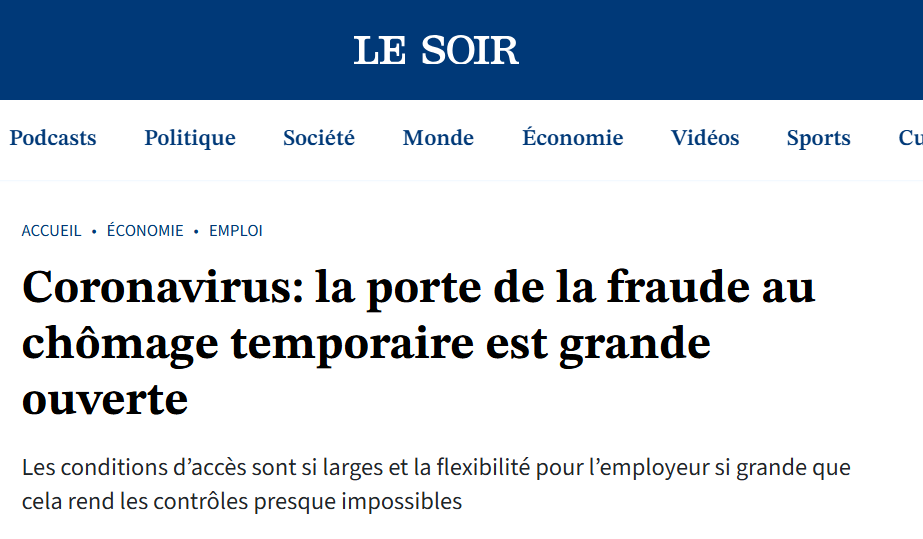 LE SOIR
Podcasts Politique Société Monde Économie Vidéos Sports Cu
ACCUEIL • ÉCONOMIE • EMPLOI
Coronavirus: la porte de la fraude au
chômage temporaire est grande
ouverte
Les conditions d’accès sont si larges et la flexibilité pour l’employeur si grande que
cela rend les contrôles presque impossibles